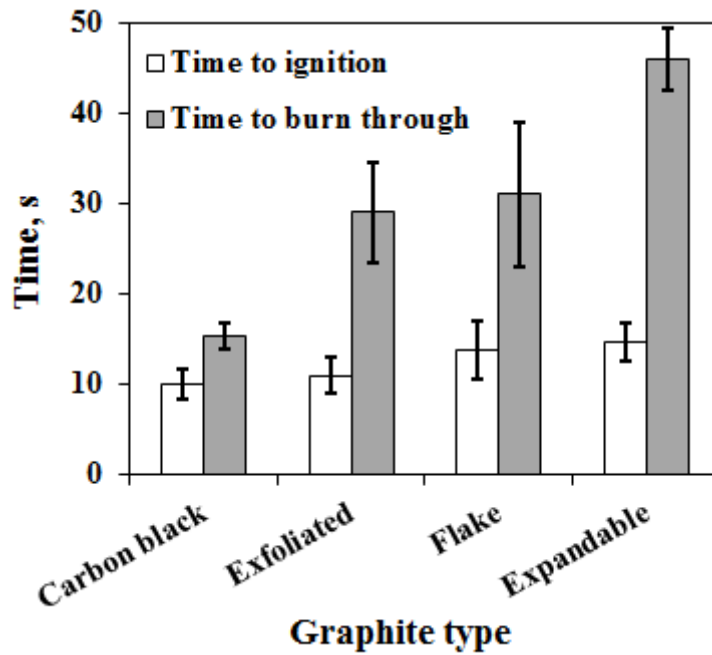 50
40
30
20
10
0
Time, s
Time to ignition
Time to burn through
Carbon black
Exfoliated
Flake
Expandable
Graphite type